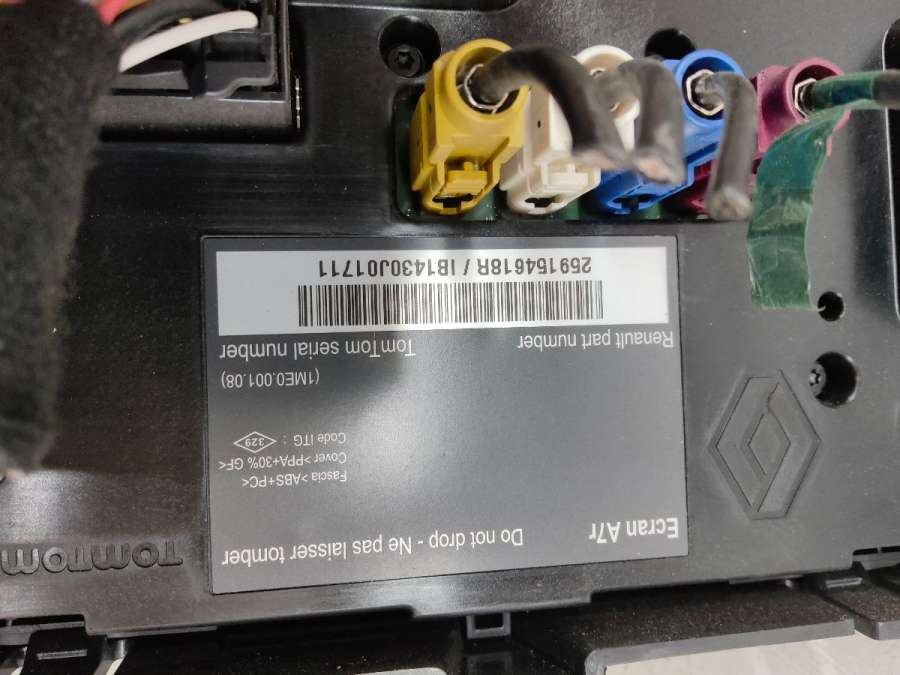 Ecran A7r
Do not drop - Ne pas laisser tomber
Fascia >ABS+PC<
Cover >PPA+30% GF<
Code ITG : 329
(1ME0.001.08)
Renault part number
TomTom serial number
259154618R / IB1430J01711
TOMTOM